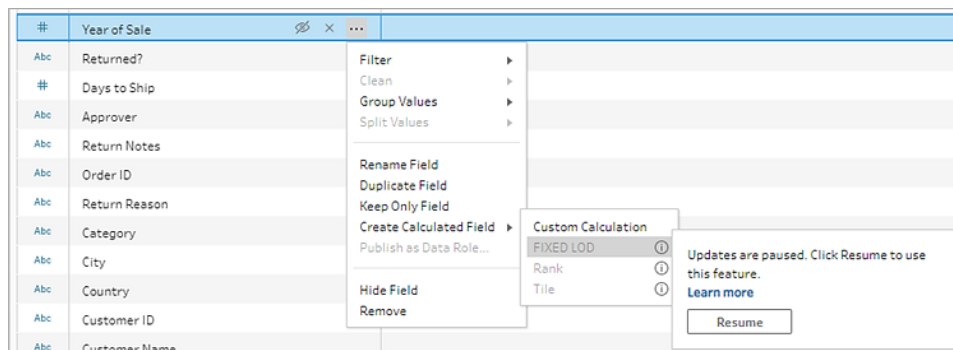 # Year of Sale
Abc Returned?
# Days to Ship
Abc Approver
Abc Return Notes
Abc Order ID
Abc Return Reason
Abc Category
Abc City
Abc Country
Abc Customer ID
Abc Customer Name
Filter
Clean
Group Values
Split Values
Rename Field
Duplicate Field
Keep Only Field
Create Calculated Field
Publish as Data Role...
Hide Field
Remove
Custom Calculation
FIXED LOD
Rank
Tile
Updates are paused. Click Resume to use
this feature.
Learn more
Resume